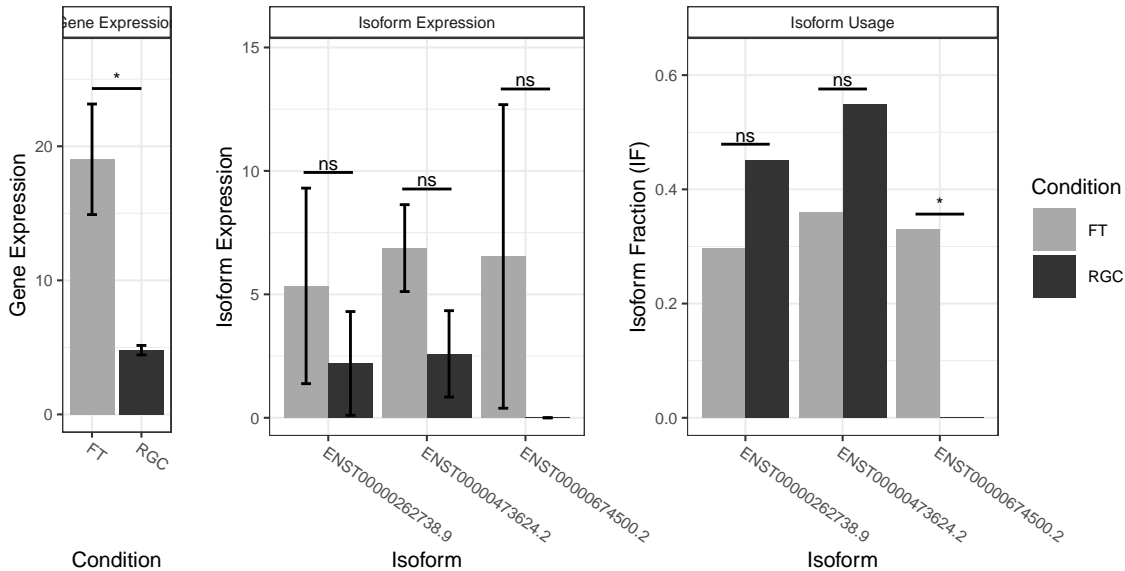 Gene Expression
Isoform Expression
Isoform Usage
Gene Expression
20
10
0
*
FT
RGC
Condition
Isoform Expression
15
10
5
0
ns
ns
ns
ENST00000262738.9
ENST00000473624.2
ENST00000674500.2
Isoform
Isoform Fraction (IF)
0.6
0.4
0.2
0.0
ns
ns
*
ENST00000262738.9
ENST00000473624.2
ENST00000674500.2
Isoform
Condition
FT
RGC